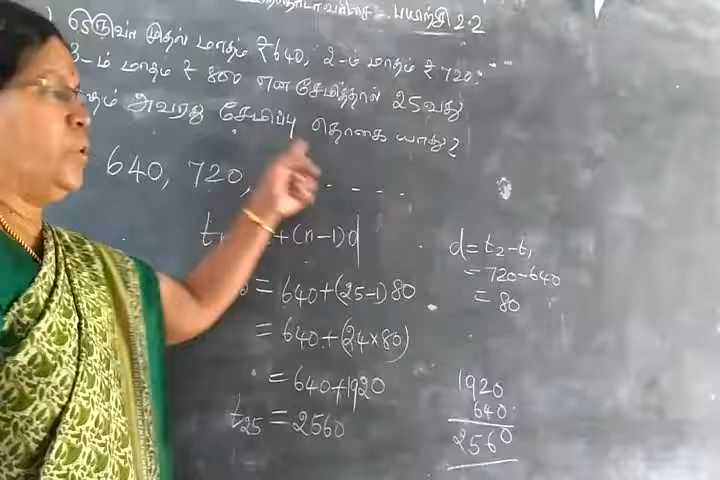 பயிற்சி 2.2
ஒருவர் முதல் மாதம் ₹640, 2-ம் மாதம் ₹720.
3-ம் மாதம் ₹800 என சேமித்தால் 25வது
அவரது சேமிப்பு தொகை யாது?
640, 720, . . . .
+(n-1)d
= 640+(25-1)80
= 640+(24×80)
= 640+1920
t25 = 2560
d = t2-t1
= 720-640
= 80
1920
640
2560